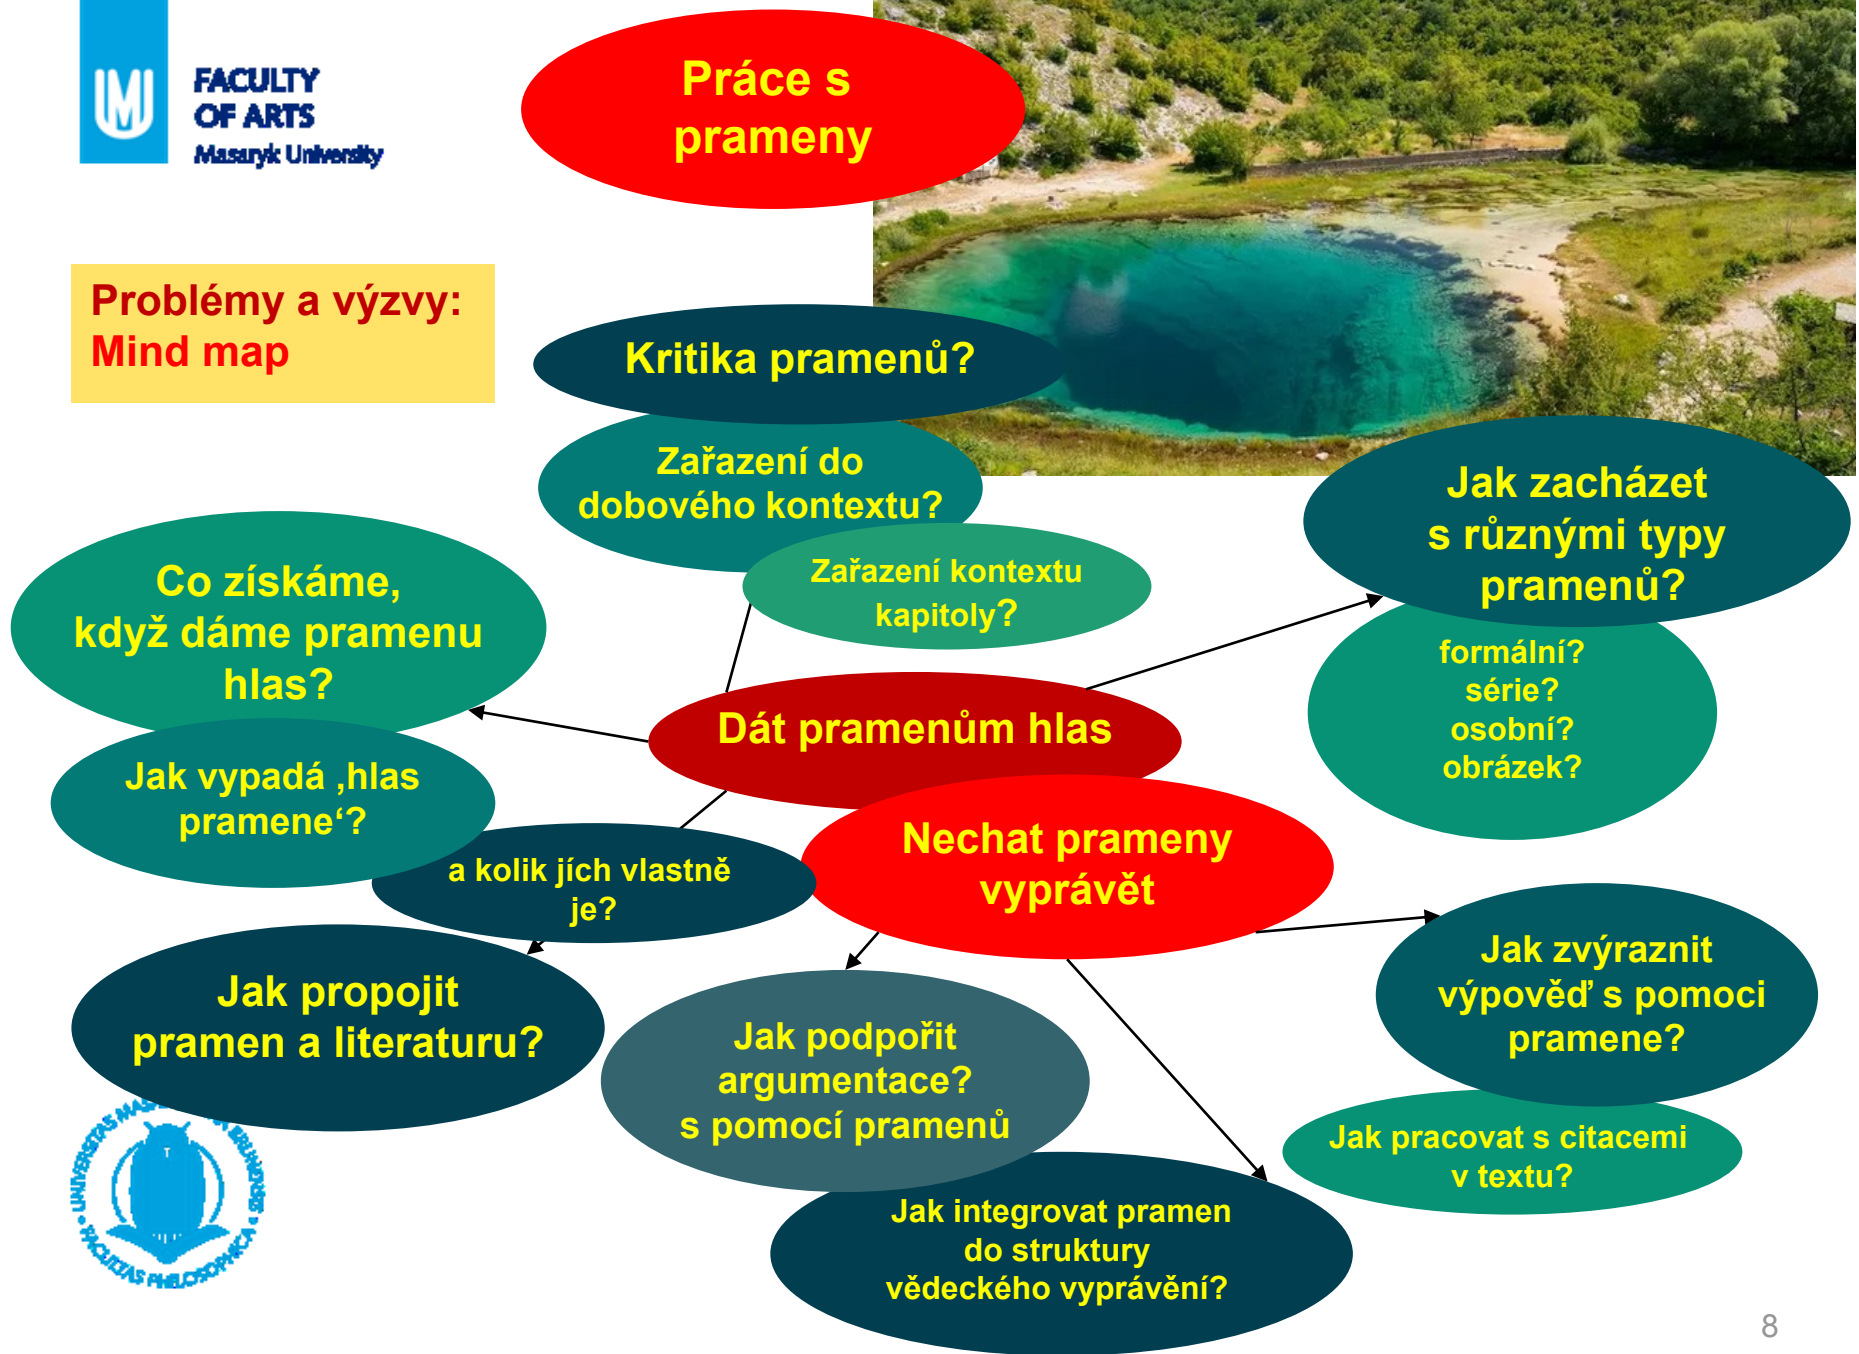 FACULTY
OF ARTS
Masaryk University
Práce s
prameny
Problémy a výzvy:
Mind map
Kritika pramenů?
Zařazení do
dobového kontextu?
Zařazení kontextu
kapitoly?
Jak zacházet
s různými typy
pramenů?
formální?
série?
osobní?
obrázek?
Co získáme,
když dáme pramenu
hlas?
Jak vypadá ‚hlas
pramene‘?
a kolik jích vlastně
je?
Dát pramenům hlas
Nechat prameny
vyprávět
Jak propojit
pramen a literaturu?
Jak podpořit
argumentace?
s pomocí pramenů
Jak zvýraznit
výpověď s pomoci
pramene?
Jak pracovat s citacemi
v textu?
Jak integrovat pramen
do struktury
vědeckého vyprávění?
UNIVERSITAS
FACULTAS PHILOSOPHICA
8